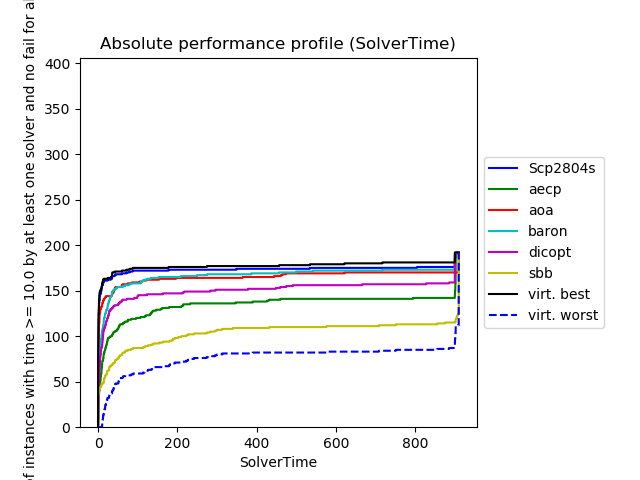 Absolute performance profile (SolverTime)
f instances with time >= 10.0 by at least one solver and no fail for
400
350
300
250
200
150
100
50
0
0 200 400 600 800
SolverTime
Scp2804s
aecp
aoa
baron
dicopt
sbb
virt. best
virt. worst